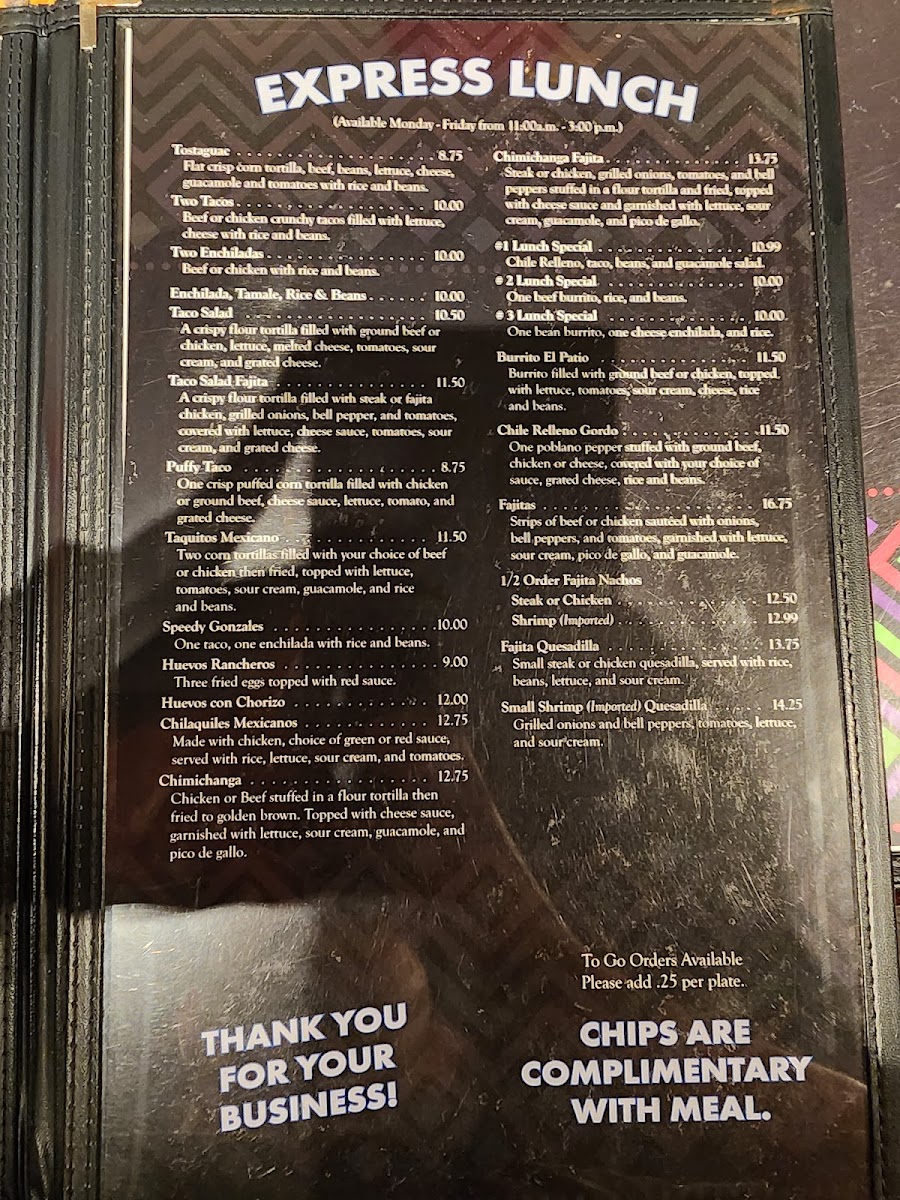 EXPRESS LUNCH
(Available Monday - Friday from 11:00a.m. - 3:00 p.m.)
Tostaguac . . . . . . . . . . . . . . . . . . . . . 8.75
Flat crisp corn tortilla, beef, beans, lettuce, cheese,
guacamole and tomatoes with rice and beans.
Two Tacos . . . . . . . . . . . . . . . . . . . . . 10.00
Beef or chicken crunchy tacos filled with lettuce,
cheese with rice and beans.
Two Enchiladas . . . . . . . . . . . . . . . . . . 10.00
Beef or chicken with rice and beans.
Enchilada, Tamale, Rice & Beans . . . . . . 10.00
Taco Salad . . . . . . . . . . . . . . . . . . . . 10.50
A crispy flour tortilla filled with ground beef or
chicken, lettuce, melted cheese, tomatoes, sour
cream, and grated cheese.
Taco Salad Fajita . . . . . . . . . . . . . . . . . 11.50
A crispy flour tortilla filled with steak or fajita
chicken, grilled onions, bell pepper, and tomatoes,
covered with lettuce, cheese sauce, tomatoes, sour
cream, and grated cheese.
Puffy Taco . . . . . . . . . . . . . . . . . . . . . 8.75
One crisp puffed corn tortilla filled with chicken
or ground beef, cheese sauce, lettuce, tomato, and
grated cheese.
Taquitos Mexicano . . . . . . . . . . . . . . . . 11.50
Two corn tortillas filled with your choice of beef
or chicken then fried, topped with lettuce,
tomatoes, sour cream, guacamole, and rice
and beans.
Speedy Gonzales . . . . . . . . . . . . . . . . . 10.00
One taco, one enchilada with rice and beans.
Huevos Rancheros . . . . . . . . . . . . . . . . 9.00
Three fried eggs topped with red sauce.
Huevos con Chorizo . . . . . . . . . . . . . . . 12.00
Chilaquiles Mexicanos . . . . . . . . . . . . . 12.75
Made with chicken, choice of green or red sauce,
served with rice, lettuce, sour cream, and tomatoes.
Chimichanga . . . . . . . . . . . . . . . . . . . 12.75
Chicken or Beef stuffed in a flour tortilla then
fried to golden brown. Topped with cheese sauce,
garnished with lettuce, sour cream, guacamole, and
pico de gallo.
Chimichanga Fajita . . . . . . . . . . . . . . . 13.75
Steak or chicken, grilled onions, tomatoes, and bell
peppers stuffed in a flour tortilla and fried, topped
with cheese sauce and garnished with lettuce, sour
cream, guacamole, and pico de gallo.
#1 Lunch Special . . . . . . . . . . . . . . . . . 10.99
Chile Relleno, taco, beans, and guacamole salad.
# 2 Lunch Special . . . . . . . . . . . . . . . . 10.00
One beef burrito, rice, and beans.
# 3 Lunch Special . . . . . . . . . . . . . . . . 10.00
One bean burrito, one cheese enchilada, and rice.
Burrito El Patio . . . . . . . . . . . . . . . . . . 11.50
Burrito filled with ground beef or chicken, topped
with lettuce, tomatoes, sour cream, cheese, rice
and beans.
Chile Relleno Gordo . . . . . . . . . . . . . . 11.50
One poblano pepper stuffed with ground beef,
chicken or cheese, covered with your choice of
sauce, grated cheese, rice and beans.
Fajitas . . . . . . . . . . . . . . . . . . . . . . . 16.75
Strips of beef or chicken sautéed with onions,
bell peppers, and tomatoes, garnished with lettuce,
sour cream, pico de gallo, and guacamole.
1/2 Order Fajita Nachos
Steak or Chicken . . . . . . . . . . . . . . . . 12.50
Shrimp (Imported) . . . . . . . . . . . . . . . . 12.99
Fajita Quesadilla . . . . . . . . . . . . . . . . . 13.75
Small steak or chicken quesadilla, served with rice,
beans, lettuce, and sour cream.
Small Shrimp (Imported) Quesadilla . . . . . . 14.25
Grilled onions and bell peppers, tomatoes, lettuce,
and sour cream.
To Go Orders Available
Please add .25 per plate.
THANK YOU
FOR YOUR
BUSINESS!
CHIPS ARE
COMPLIMENTARY
WITH MEAL.